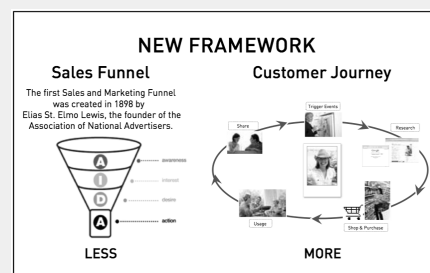 NEW FRAMEWORK
Sales Funnel
The first Sales and Marketing Funnel
was created in 1898 by
Elias St. Elmo Lewis, the founder of the
Association of National Advertisers.
A
awareness
I
interest
D
desire
A
action
LESS
Customer Journey
Trigger Events
Research
Shop & Purchase
Usage
Share
MORE